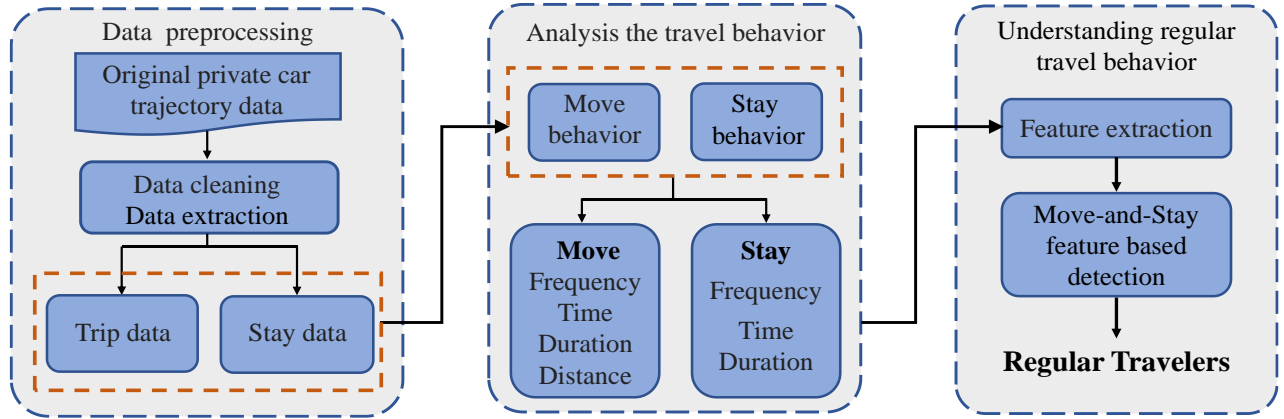 Data preprocessing
Original private car
trajectory data
Data cleaning
Data extraction
Trip data
Stay data
Analysis the travel behavior
Move
behavior
Stay
behavior
Move
Frequency
Time
Duration
Distance
Stay
Frequency
Time
Duration
Understanding regular
travel behavior
Feature extraction
Move-and-Stay
feature based
detection
Regular Travelers